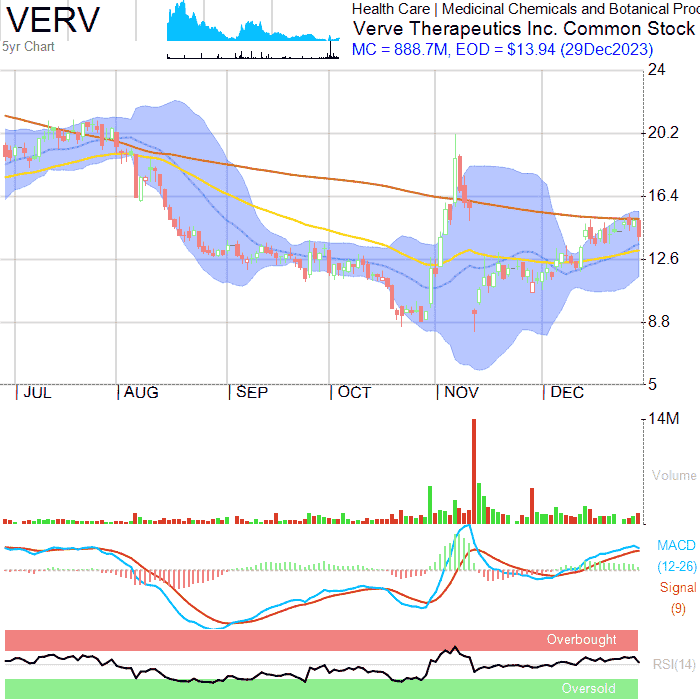 VERV
5yr Chart
Health Care | Medicinal Chemicals and Botanical Proc
Verve Therapeutics Inc. Common Stock
MC = 888.7M, EOD = $13.94 (29Dec2023)
24
20.2
16.4
12.6
8.8
5
JUL AUG SEP OCT NOV DEC
14M
Volume
MACD
(12-26)
Signal
(9)
Overbought
RSI(14)
Oversold